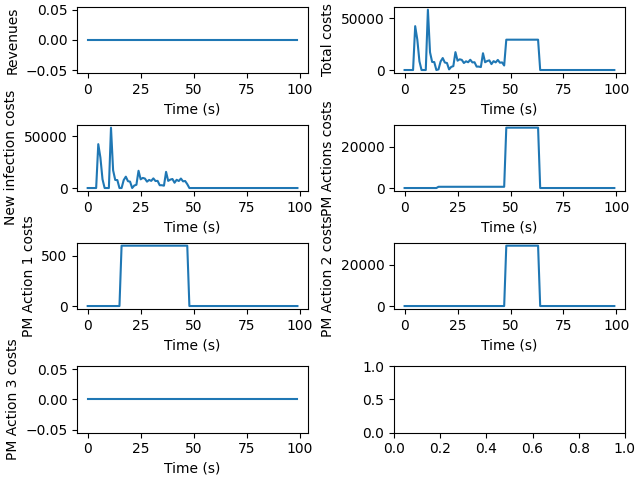 Revenues
0.05
0.00
−0.05
0 25 50 75 100
Time (s)
Total costs
50000
0
0 25 50 75 100
Time (s)
New infection costs
50000
0
0 25 50 75 100
Time (s)
PM Actions costs
20000
0
0 25 50 75 100
Time (s)
PM Action 1 costs
500
0
0 25 50 75 100
Time (s)
PM Action 2 costs
20000
0
0 25 50 75 100
Time (s)
PM Action 3 costs
0.05
0.00
−0.05
0 25 50 75 100
Time (s)
1.0
0.5
0.0
0.0 0.2 0.4 0.6 0.8 1.0